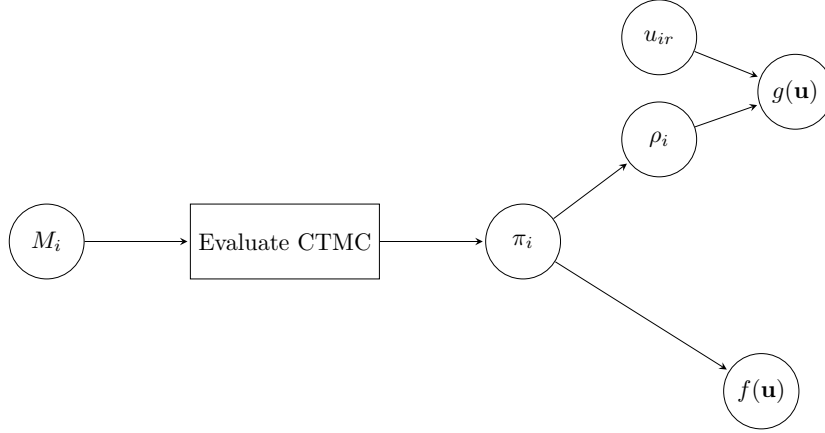 u_{ir}
g(𝐮)
ρ_i
M_i
Evaluate CTMC
π_i
f(𝐮)